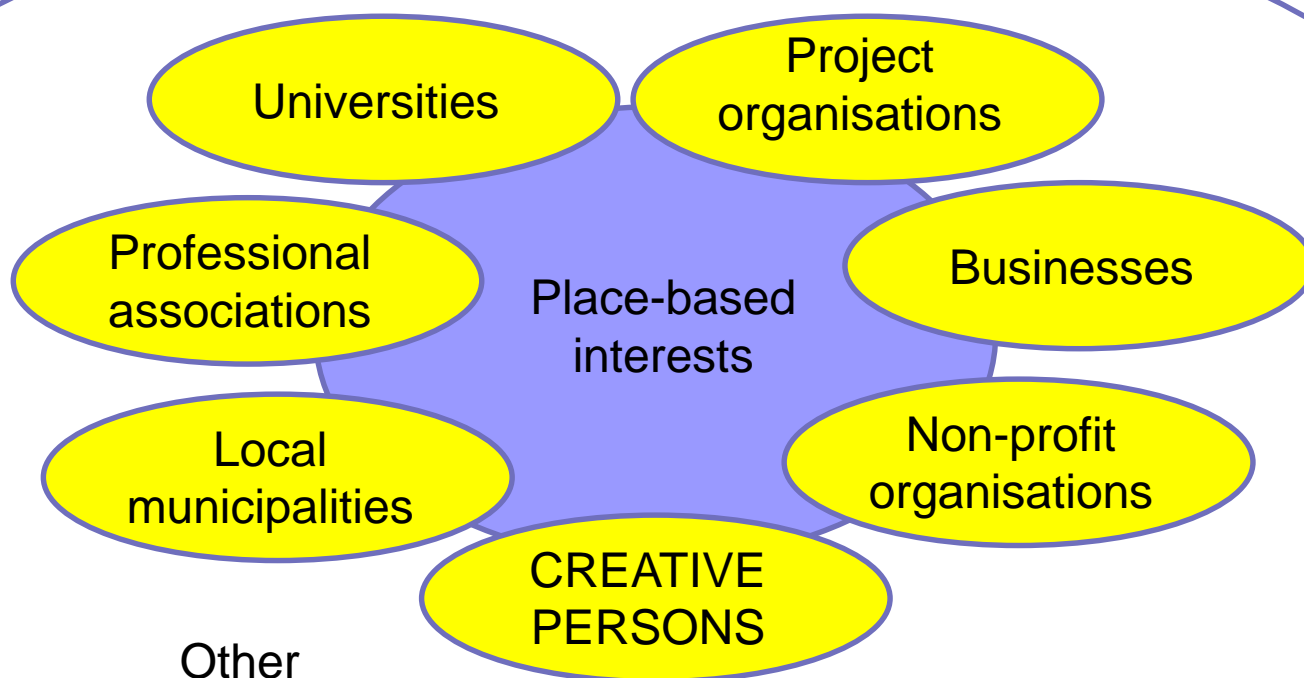 Universities
Project
organisations
Professional
associations
Place-based
interests
Businesses
Local
municipalities
Non-profit
organisations
CREATIVE
PERSONS
Other